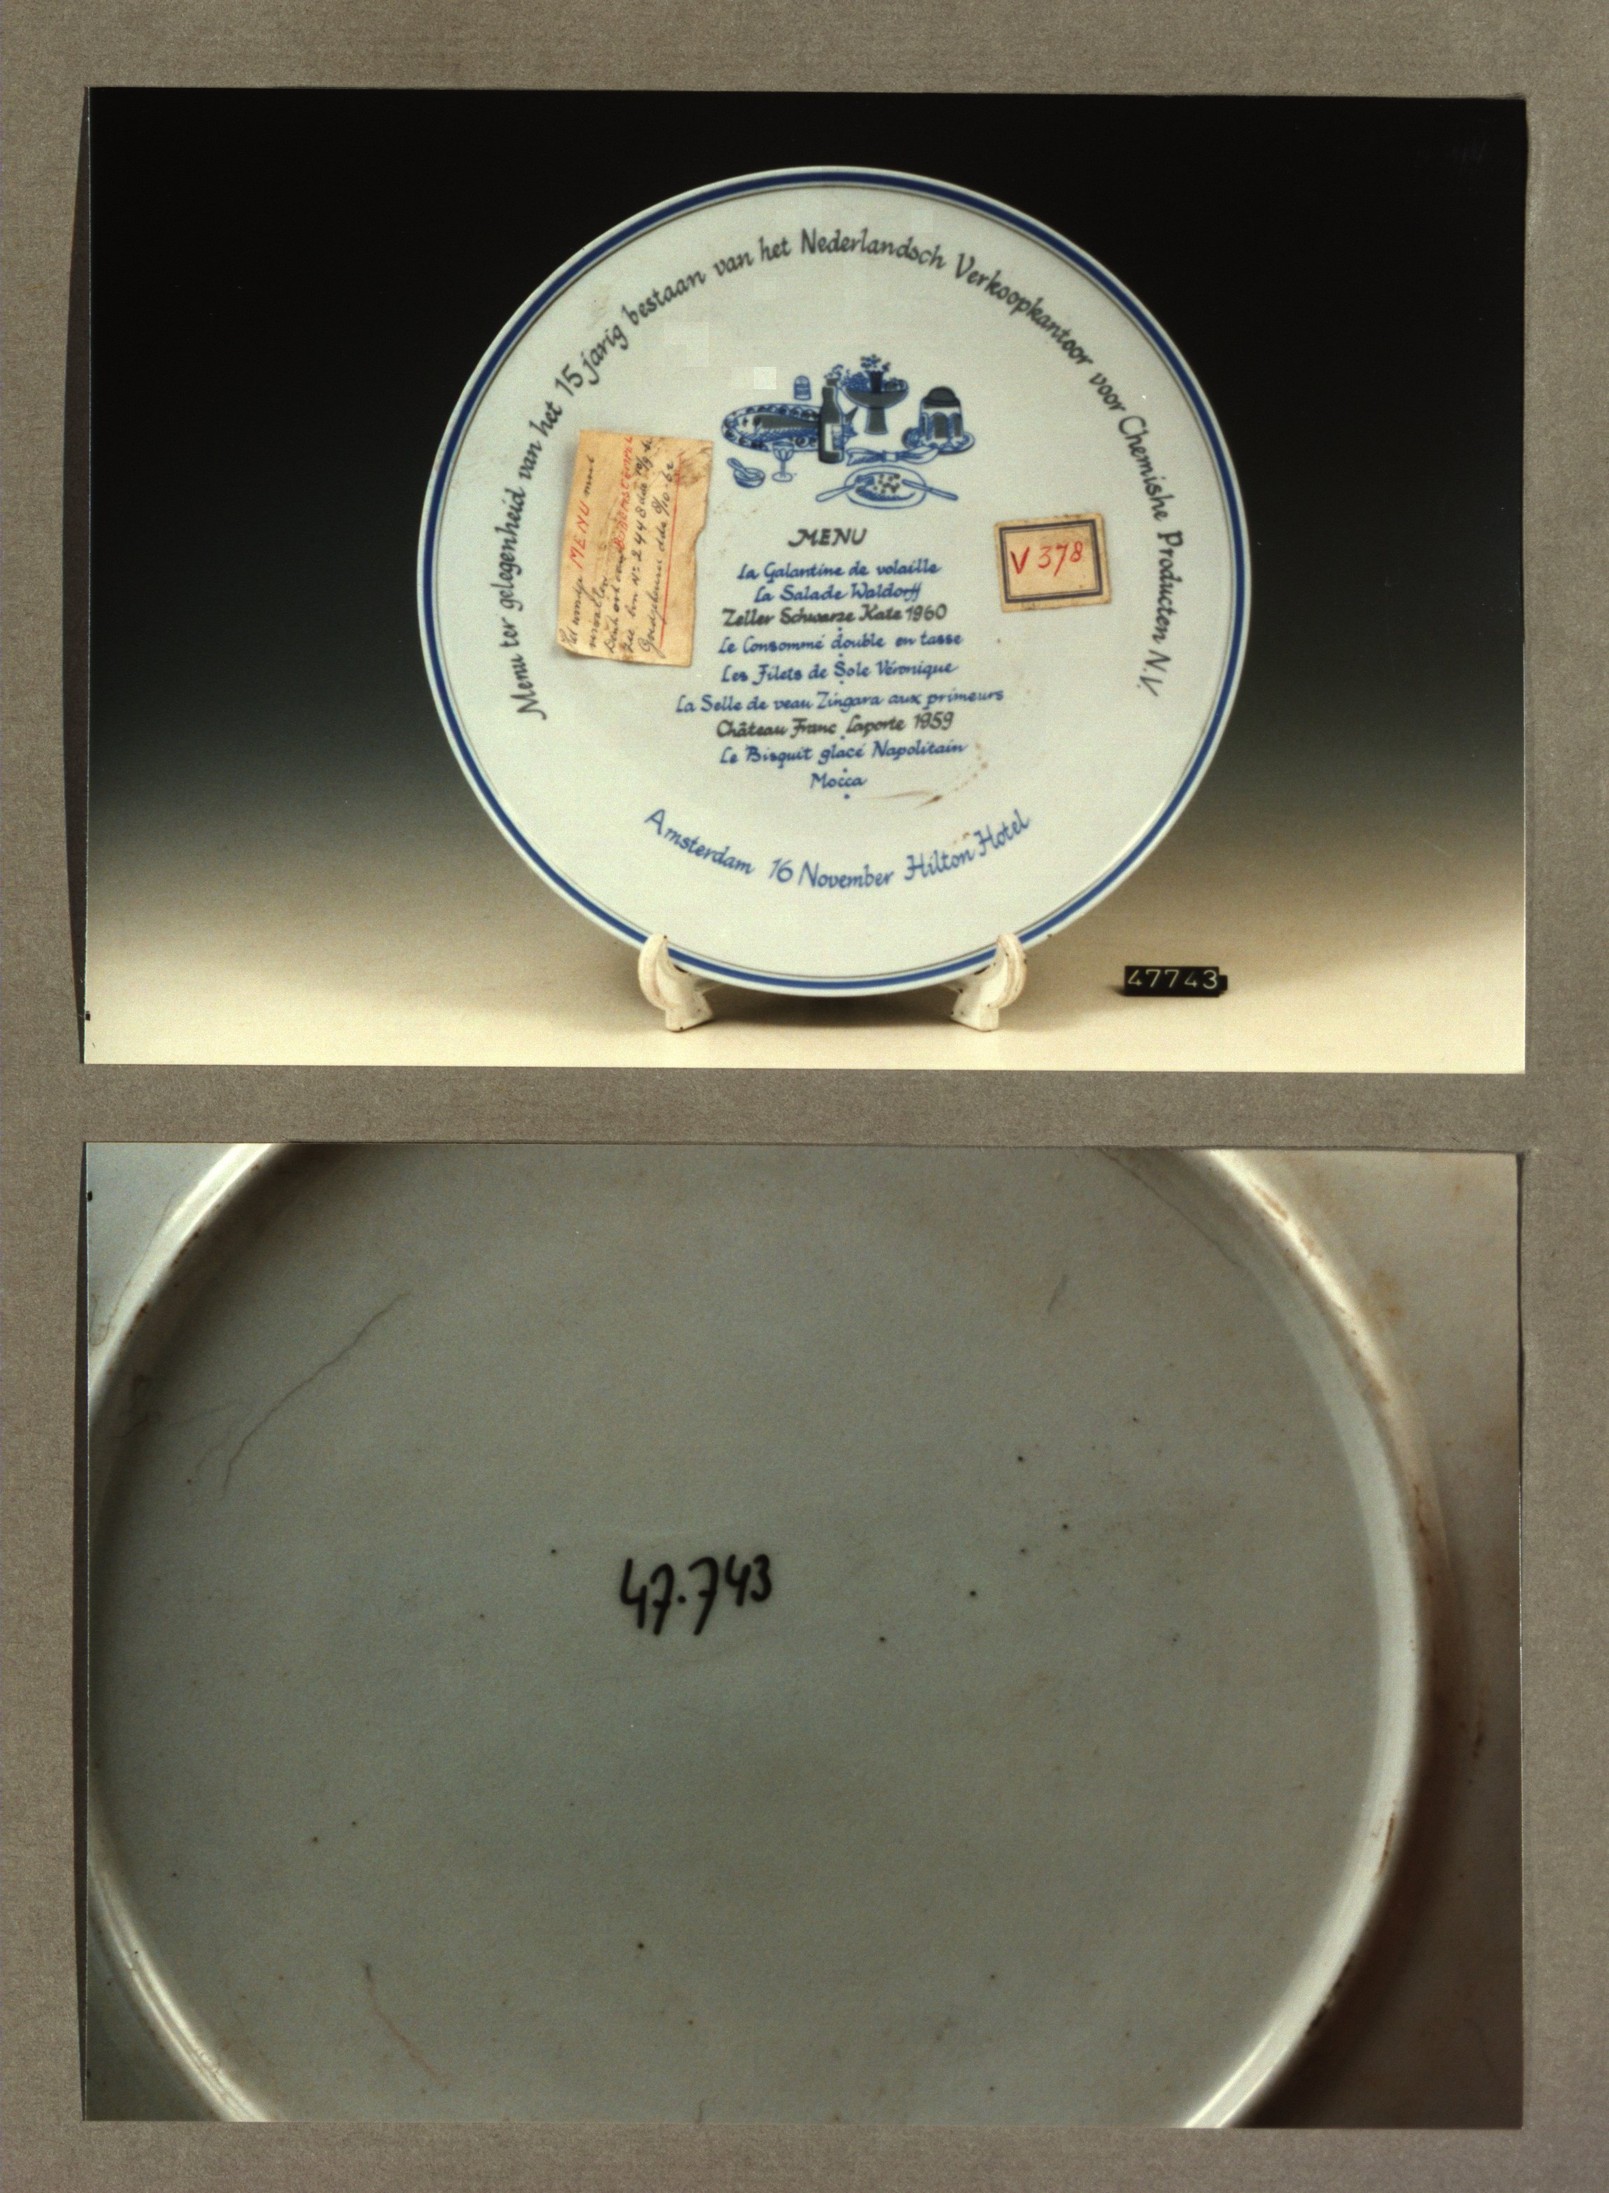 Menu ter gelegenheid van het 15 jarig bestaan van het Nederlandsch Verkoopkantoor voor Chemishe Producten N.V.
MENU
La Galantine de volaille
La Salade Waldorff
Zeller Schwarze Katz 1960
Le Consommé double en tasse
Les Filets de Sole Véronique
La Selle de veau Zingara aux primeurs
Château Franc Laporte 1959
Le Bisquit glacé Napolitain
Mocca
Amsterdam 16 November Hilton Hotel
MENU
V 378
47743
47.743